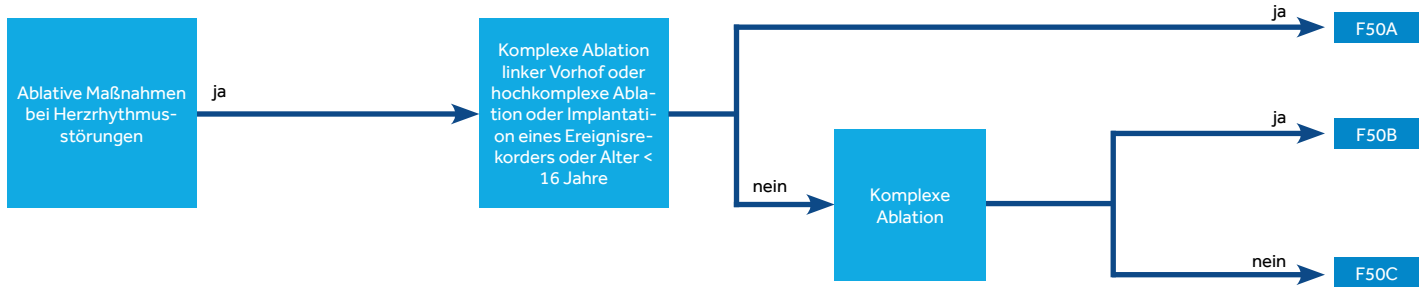 Ablative Maßnahmen
bei Herzrhythmus-
störungen
ja
Komplexe Ablation
linker Vorhof oder
hochkomplexe Abla-
tion oder Implantati-
on eines Ereignisre-
korders oder Alter <
16 Jahre
ja
F50A
nein
Komplexe
Ablation
ja
F50B
nein
F50C